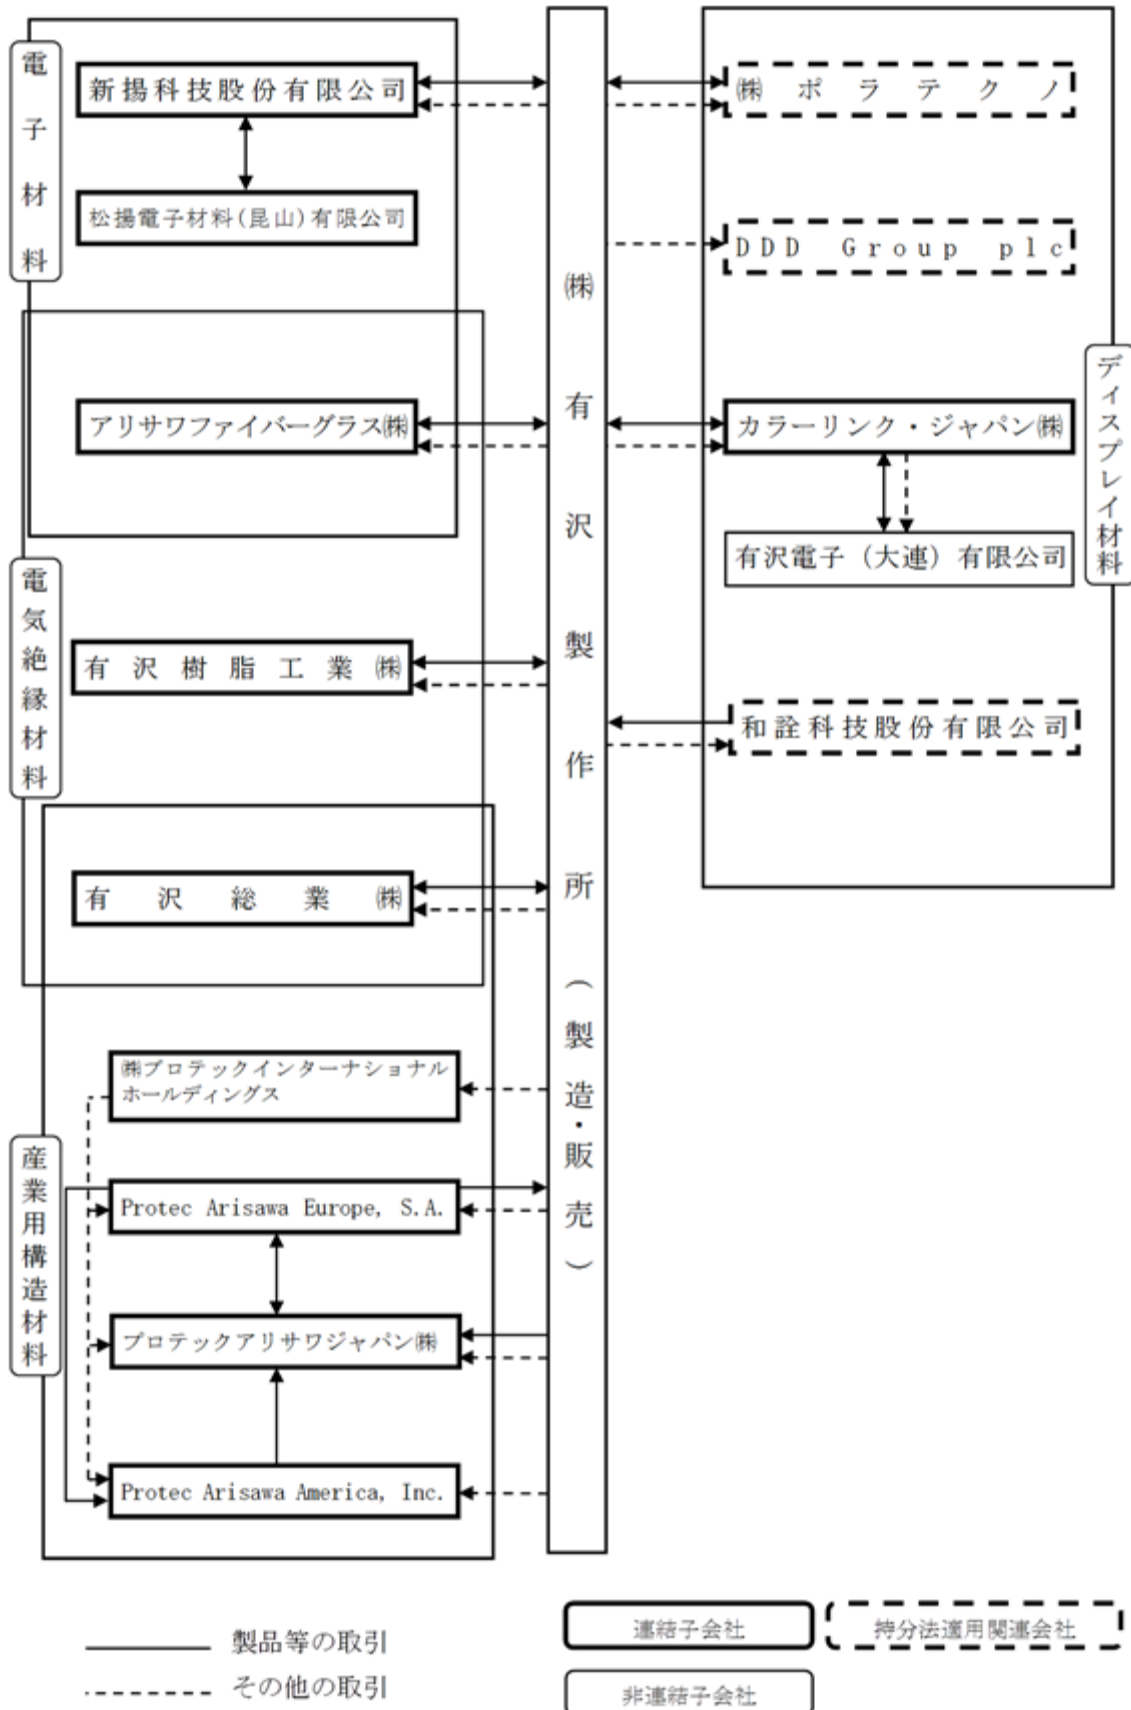 電子材料
新揚科技股份有限公司
松揚電子材料(昆山)有限公司
アリサワファイバーグラス㈱
電気絶縁材料
有沢樹脂工業㈱
有沢総業㈱
㈱プロテックインターナショナル
ホールディングス
産業用構造材料
Protec Arisawa Europe, S.A.
プロテックアリサワジャパン㈱
Protec Arisawa America, Inc.
㈱有沢製作所（製造・販売）
㈱ポラテクノ
DDD Group plc
ディスプレイ材料
カラーリンク・ジャパン㈱
有沢電子（大連）有限公司
和詮科技股份有限公司
製品等の取引
その他の取引
連結子会社
持分法適用関連会社
非連結子会社